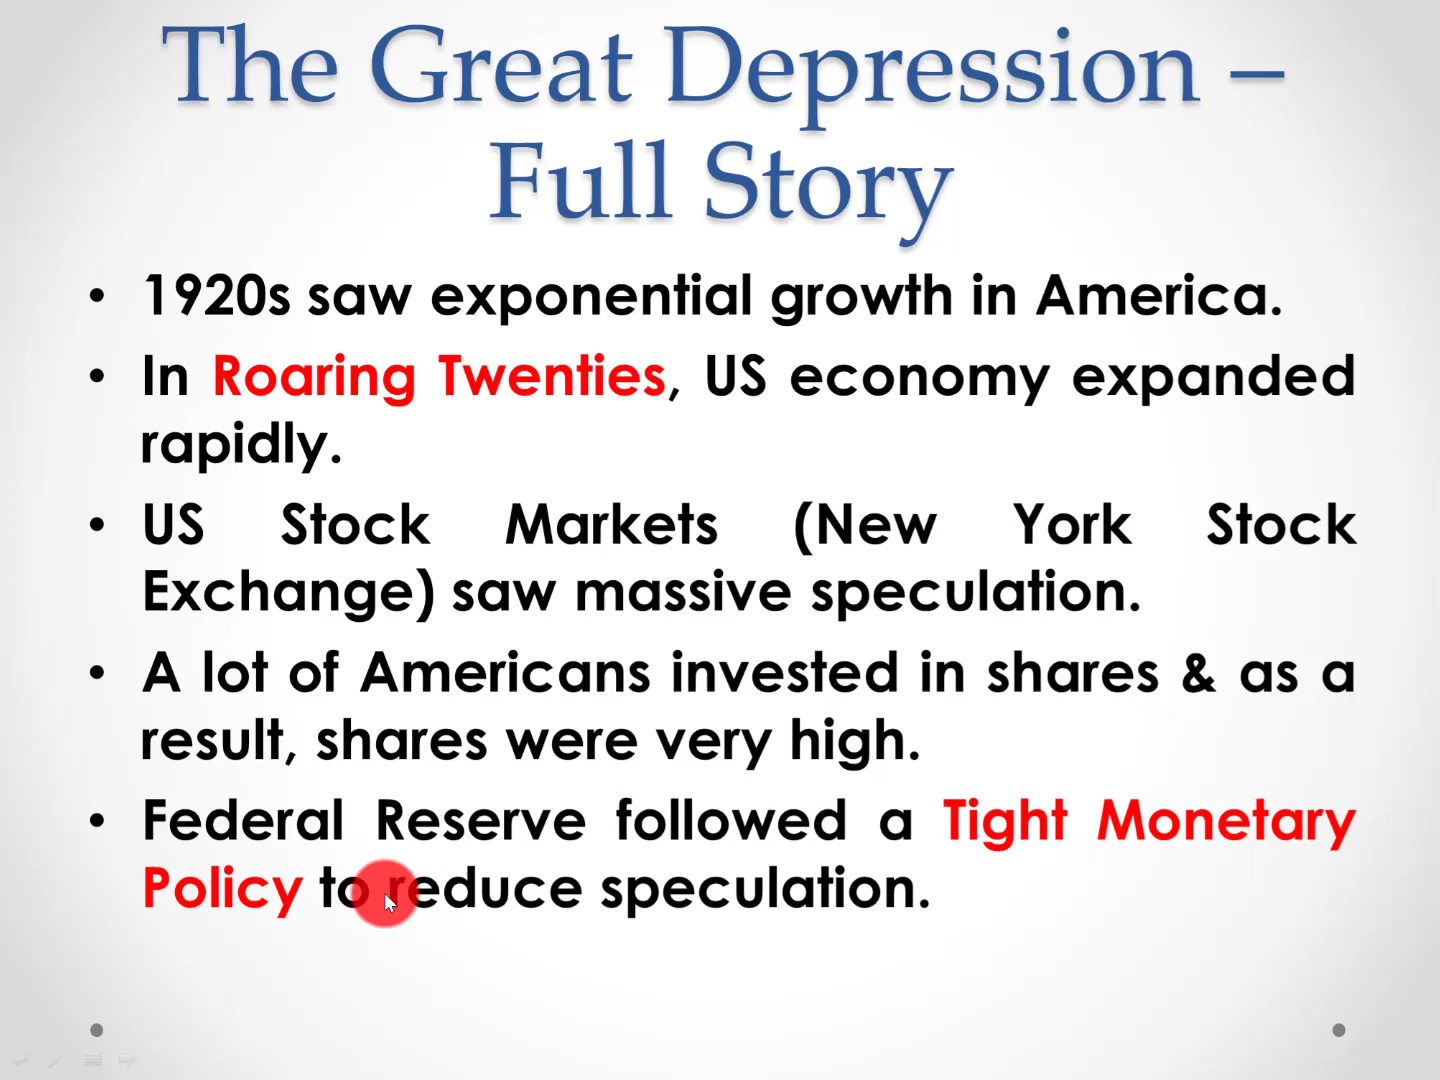 The Great Depression –
Full Story
• 1920s saw exponential growth in America.
• In Roaring Twenties, US economy expanded
rapidly.
• US Stock Markets (New York Stock
Exchange) saw massive speculation.
• A lot of Americans invested in shares & as a
result, shares were very high.
• Federal Reserve followed a Tight Monetary
Policy to reduce speculation.